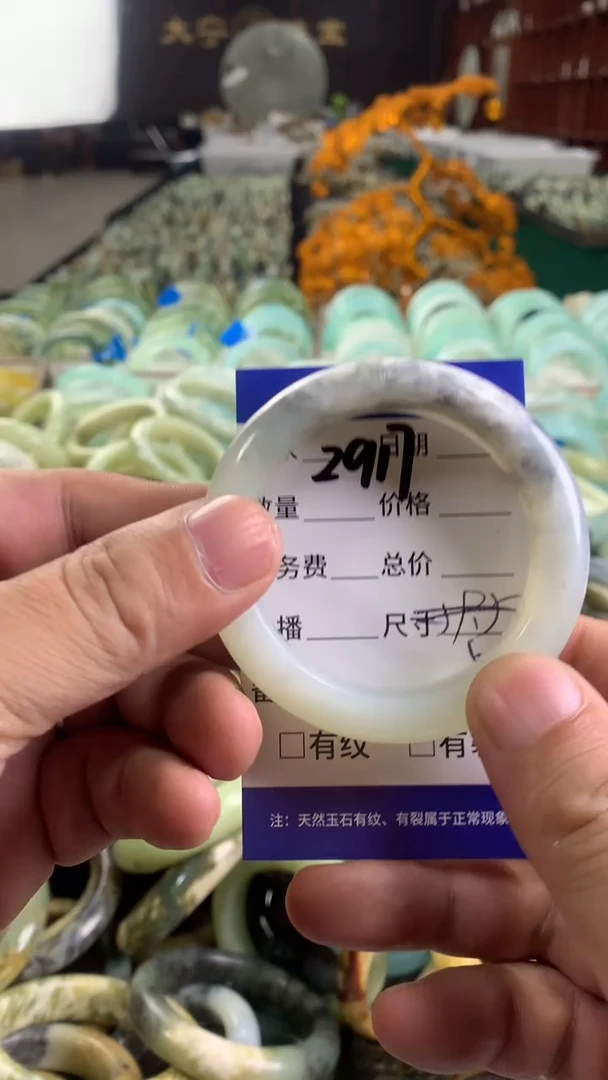 2917
日期
数量 价格
务费 总价
播 尺寸
□有纹 □有
注：天然玉石有纹、有裂属于正常现象